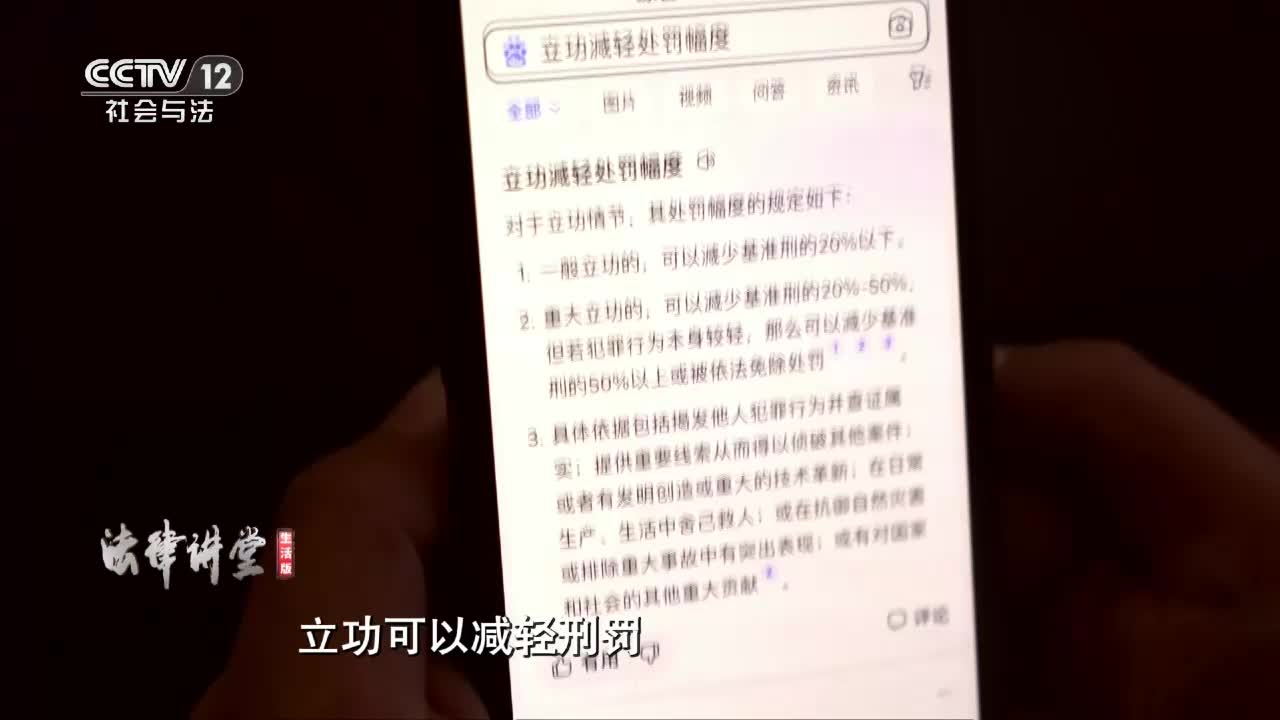 CCTV 12
社会与法
立功减轻处罚幅度
全部
图片
视频
问答
资讯
立功减轻处罚幅度
对于立功情节，其处罚幅度的规定如下：
1. 一般立功的，可以减少基准刑的20%以下。
2. 重大立功的，可以减少基准刑的20%-50%，
但若犯罪行为本身较轻，那么可以减少基准
刑的50%以上或被依法免除处罚 1 2 3 。
3. 具体依据包括揭发他人犯罪行为并查证属
实；提供重要线索从而得以侦破其他案件；
或者有发明创造或重大的技术革新；在日常
生产、生活中舍己救人；或在抗御自然灾害
或排除重大事故中有突出表现；或有对国家
和社会的其他重大贡献 2 。
评论
有用
法律讲堂
生活版
立功可以减轻刑罚